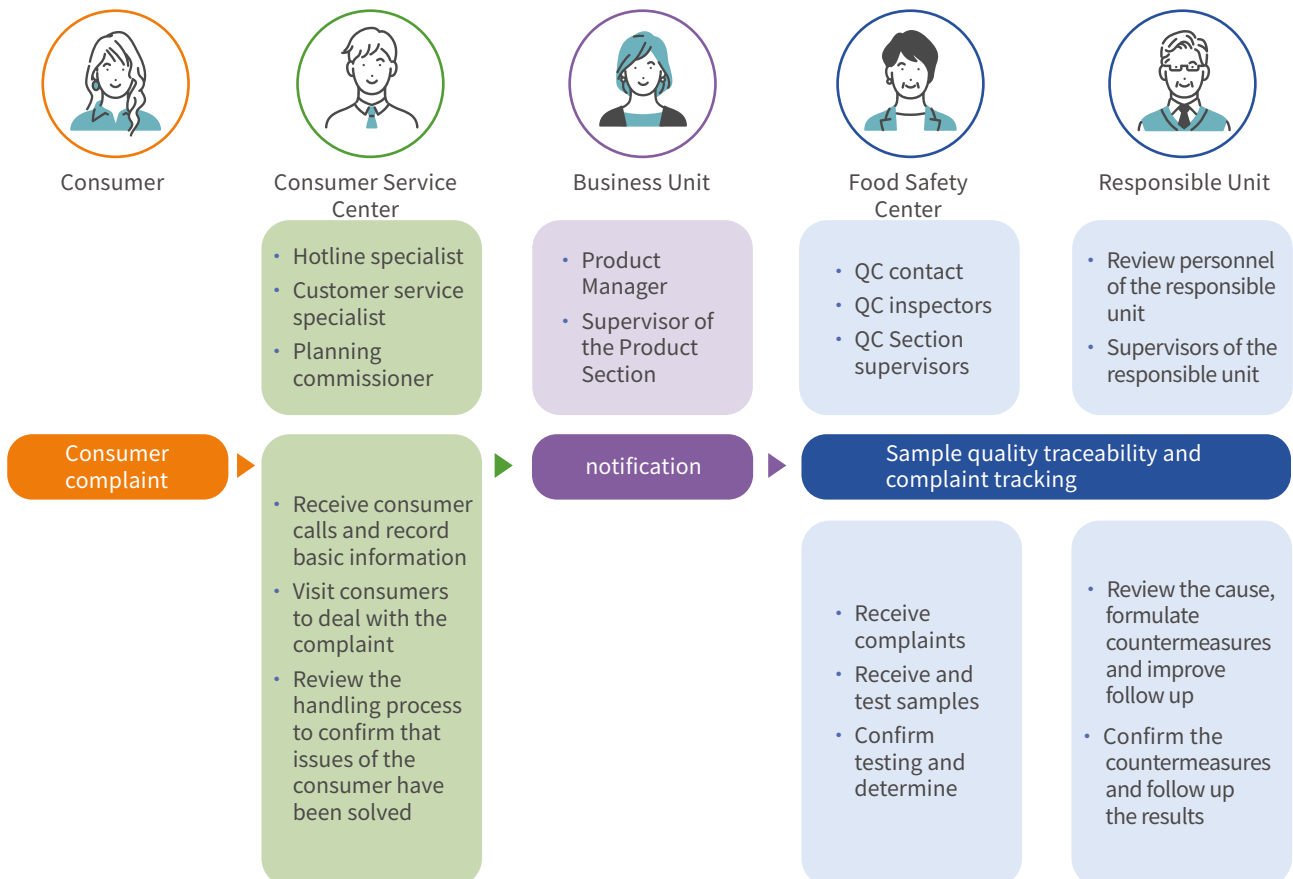 Consumer
Consumer Service
Center
Business Unit
Food Safety
Center
Responsible Unit
• Hotline specialist
• Customer service
specialist
• Planning
commissioner
• Product
Manager
• Supervisor of
the Product
Section
• QC contact
• QC inspectors
• QC Section
supervisors
• Review personnel
of the responsible
unit
• Supervisors of the
responsible unit
Consumer
complaint
• Receive consumer
calls and record
basic information
• Visit consumers
to deal with the
complaint
• Review the
handling process
to confirm that
issues of the
consumer have
been solved
notification
Sample quality traceability and
complaint tracking
• Receive
complaints
• Receive and
test samples
• Confirm
testing and
determine
• Review the cause,
formulate
countermeasures
and improve
follow up
• Confirm the
countermeasures
and follow up
the results